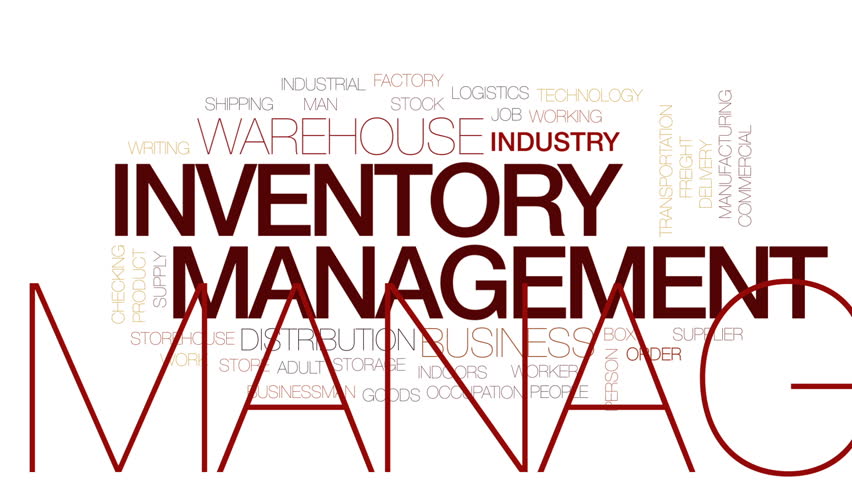 INDUSTRIAL FACTORY
LOGISTICS TECHNOLOGY
SHIPPING MAN STOCK
JOB WORKING
WRITING WAREHOUSE INDUSTRY
INVENTORY
MANAGEMENT
TRANSPORTATION
FREIGHT
DELIVERY
MANUFACTURING
COMMERCIAL
CHECKING
PRODUCT
SUPPLY
STOREHOUSE DISTRIBUTION BUSINESS BOX SUPPLIER
WORK STORE ADULT STORAGE INDOORS WORKER ORDER
PERSON
BUSINESSMAN GOODS OCCUPATION PEOPLE
MANAG